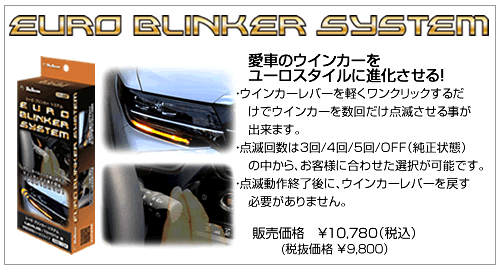 EURO BLINKER SYSTEM
愛車のウインカーを
ユーロスタイルに進化させる!
・ウインカーレバーを軽くワンクリックするだ
けでウインカーを数回だけ点滅させる事が
出来ます。
・点滅回数は3回/4回/5回/OFF(純正状態)
の中から、お客様に合わせた選択が可能です。
・点滅動作終了後に、ウインカーレバーを戻す
必要がありません。
販売価格 ¥10,780(税込)
(税抜価格 ¥9,800)
EURO
BLINKER
SYSTEM